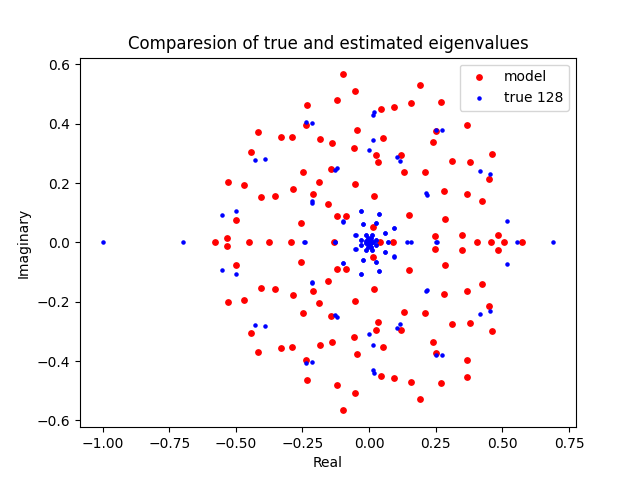 Comparesion of true and estimated eigenvalues
model
true 128
0.6
0.4
0.2
0.0
−0.2
−0.4
−0.6
Imaginary
−1.00 −0.75 −0.50 −0.25 0.00 0.25 0.50 0.75
Real